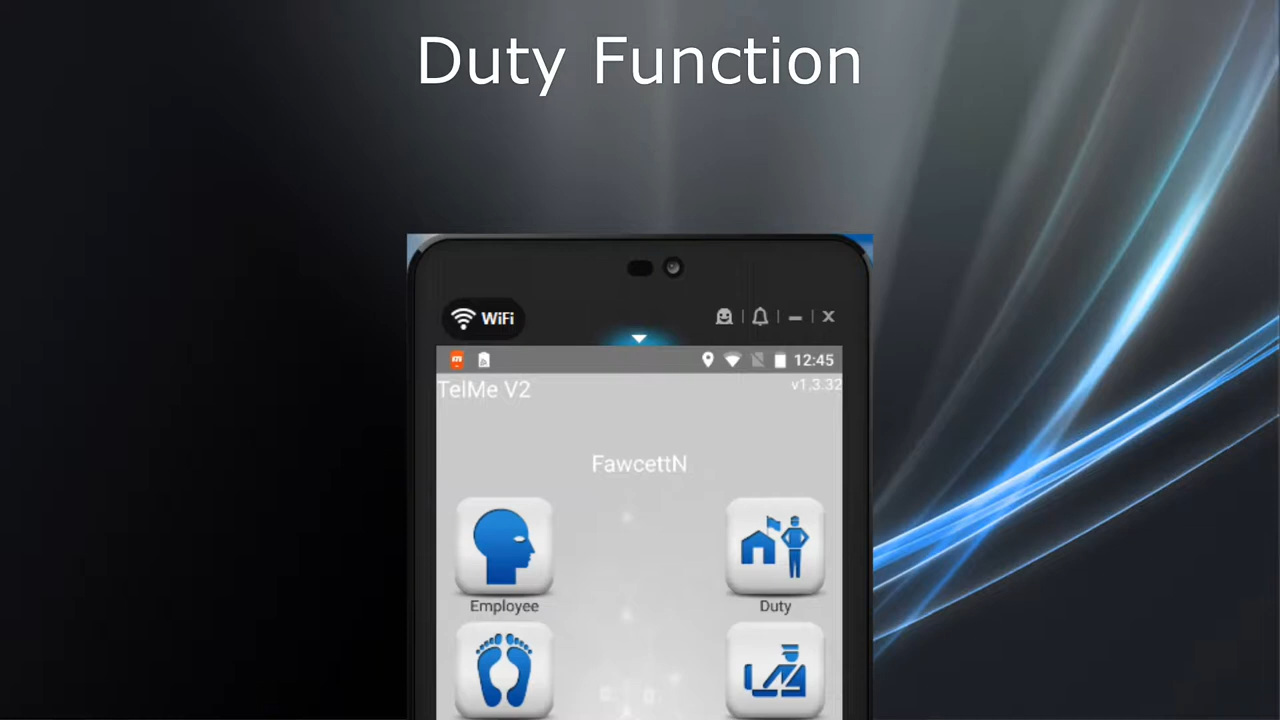 Duty Function
WiFi
12:45
TelMe V2
v1.3.32
FawcettN
Employee
Duty